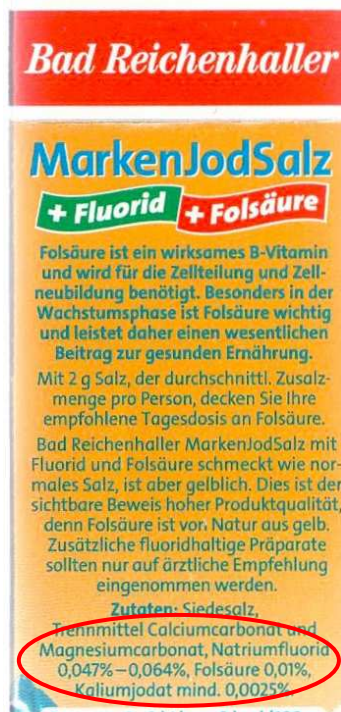 Bad Reichenhaller
MarkenJodSalz
+ Fluorid + Folsäure
Folsäure ist ein wirksames B-Vitamin
und wird für die Zellteilung und Zell-
neubildung benötigt. Besonders in der
Wachstumsphase ist Folsäure wichtig
und leistet daher einen wesentlichen
Beitrag zur gesunden Ernährung.
Mit 2 g Salz, der durchschnittl. Zusalz-
menge pro Person, decken Sie Ihre
empfohlene Tagesdosis an Folsäure.
Bad Reichenhaller MarkenJodSalz mit
Fluorid und Folsäure schmeckt wie nor-
males Salz, ist aber gelblich. Dies ist der
sichtbare Beweis hoher Produktqualität,
denn Folsäure ist von Natur aus gelb.
Zusätzliche fluoridhaltige Präparate
sollten nur auf ärztliche Empfehlung
eingenommen werden.
Zutaten: Siedesalz,
Trennmittel Calciumcarbonat und
Magnesiumcarbonat, Natriumfluorid
0,047%–0,064%, Folsäure 0,01%,
Kaliumjodat mind. 0,0025%